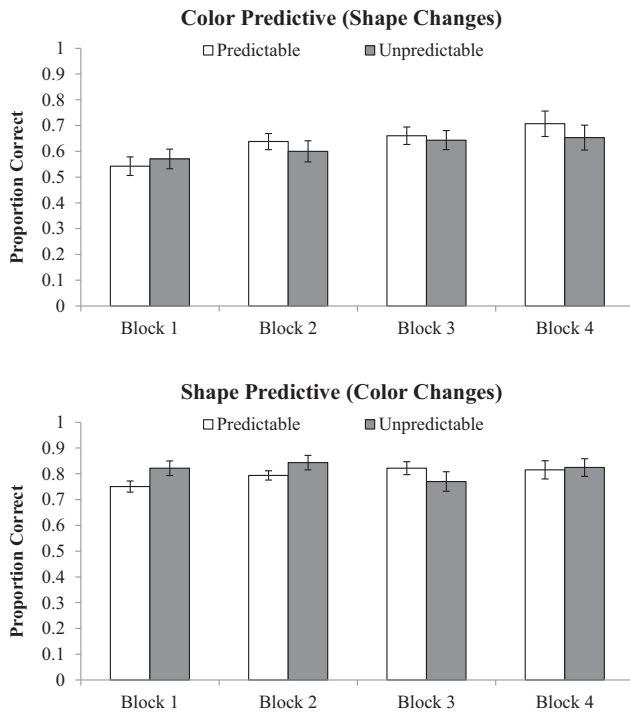 Color Predictive (Shape Changes)
Predictable Unpredictable
Proportion Correct
1
0.9
0.8
0.7
0.6
0.5
0.4
0.3
0.2
0.1
0
Block 1 Block 2 Block 3 Block 4
Shape Predictive (Color Changes)
Predictable Unpredictable
Proportion Correct
1
0.9
0.8
0.7
0.6
0.5
0.4
0.3
0.2
0.1
0
Block 1 Block 2 Block 3 Block 4